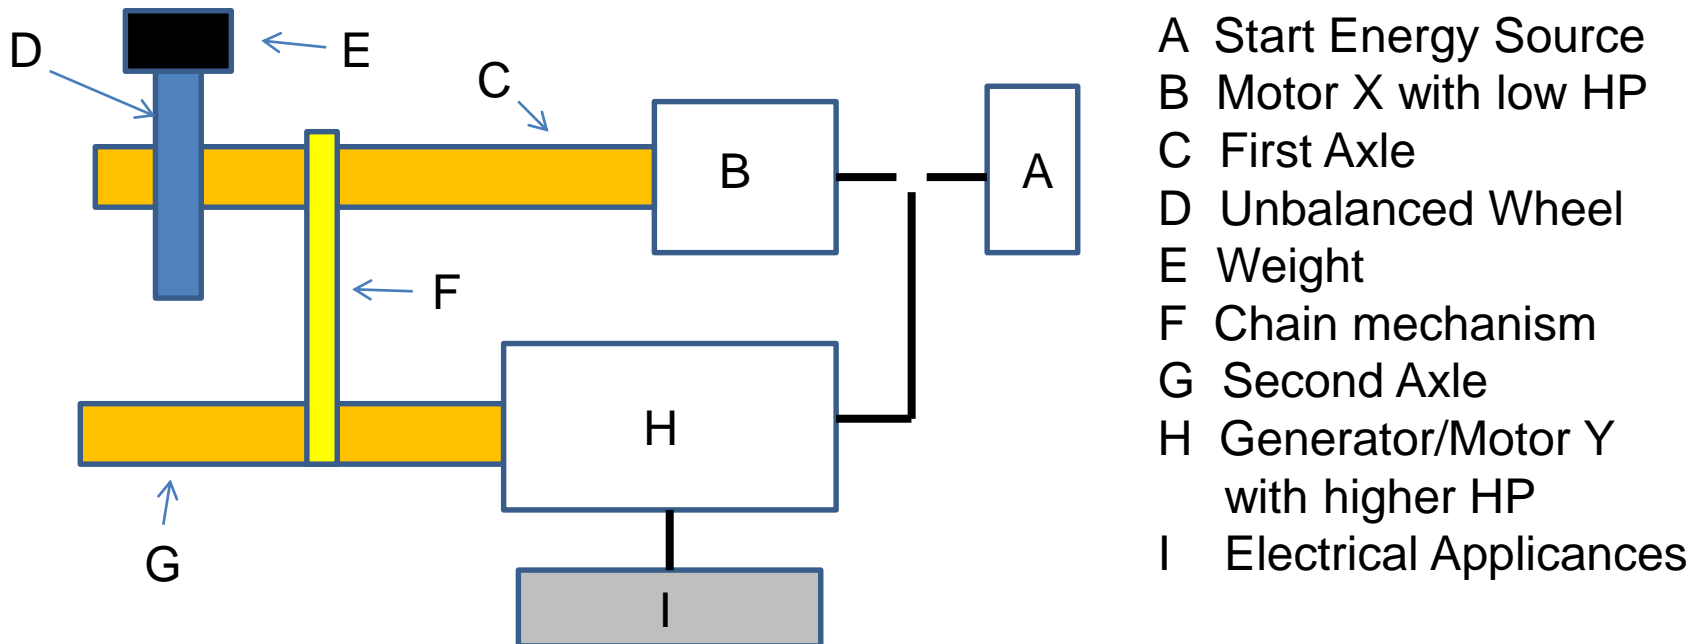 D
E
C
B
A
F
H
G
I
A Start Energy Source
B Motor X with low HP
C First Axle
D Unbalanced Wheel
E Weight
F Chain mechanism
G Second Axle
H Generator/Motor Y
with higher HP
I Electrical Applicances